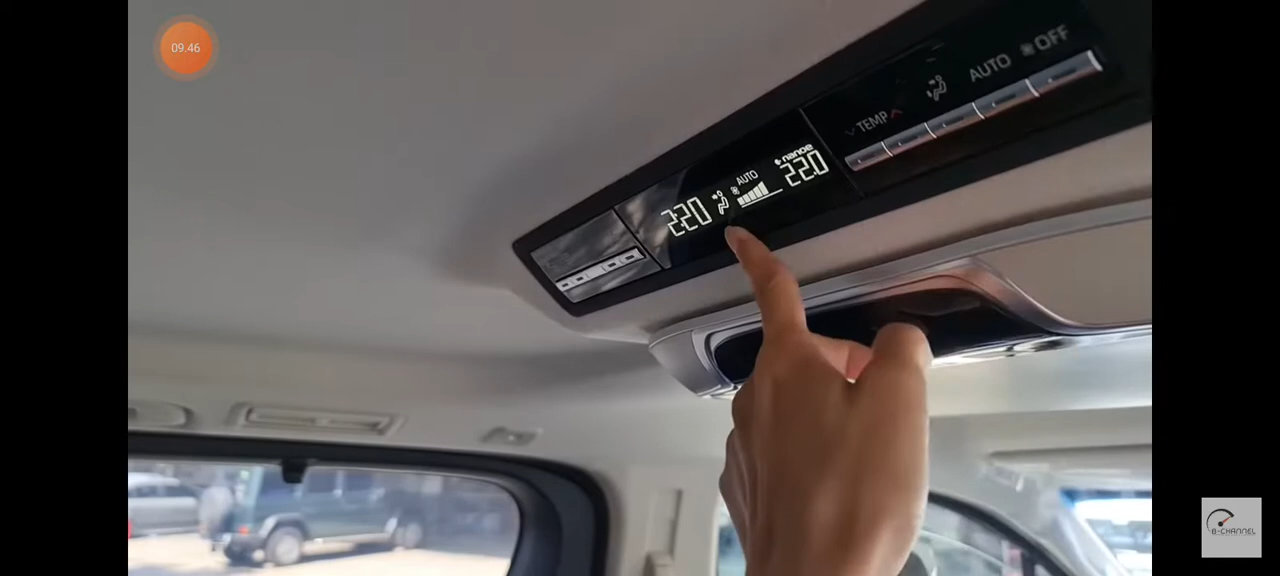 09.46
TEMP
AUTO
OFF
22.0
AUTO
nanoe
22.0
B-CHANNEL